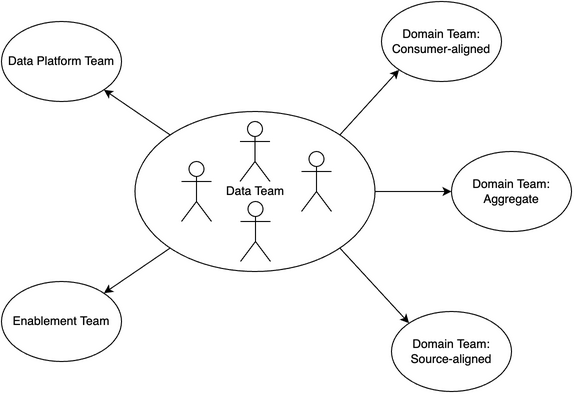 Data Platform Team
Domain Team:
Consumer-aligned
Data Team
Domain Team:
Aggregate
Enablement Team
Domain Team:
Source-aligned